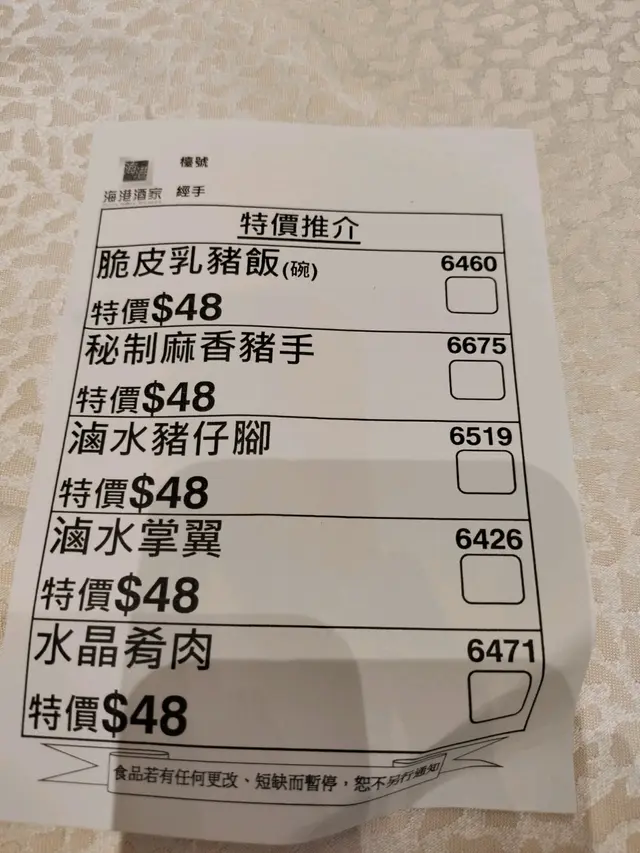 檯號
海港酒家 經手
特價推介
脆皮乳豬飯(碗) 6460
特價$48
秘制麻香豬手 6675
特價$48
滷水豬仔腳 6519
特價$48
滷水掌翼 6426
特價$48
水晶肴肉 6471
特價$48
食品若有任何更改、短缺而暫停，恕不另行通知